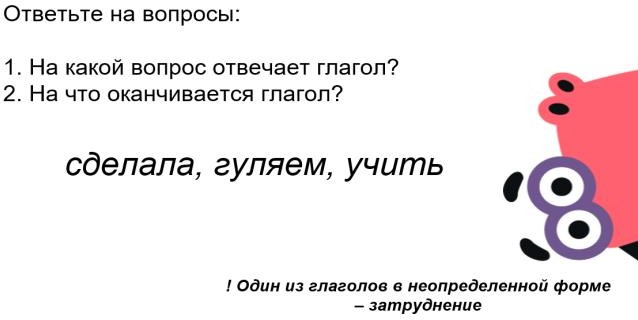 Ответьте на вопросы:
1. На какой вопрос отвечает глагол?
2. На что оканчивается глагол?
сделала, гуляем, учить
! Один из глаголов в неопределенной форме
– затруднение